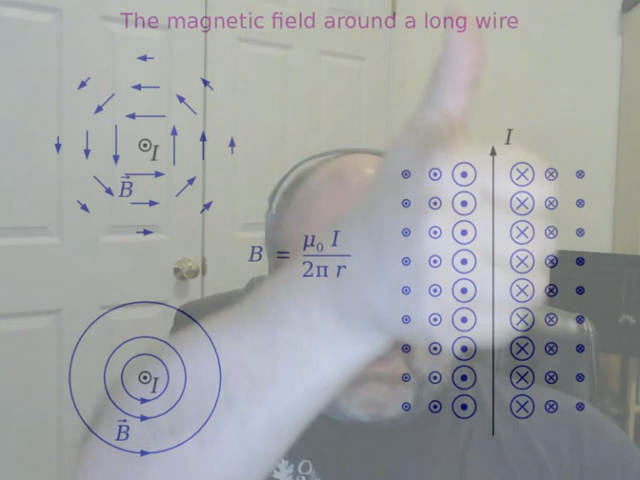 The magnetic field around a long wire
I
I
B⃗
B = μ₀ I / 2π r
I
B⃗
O